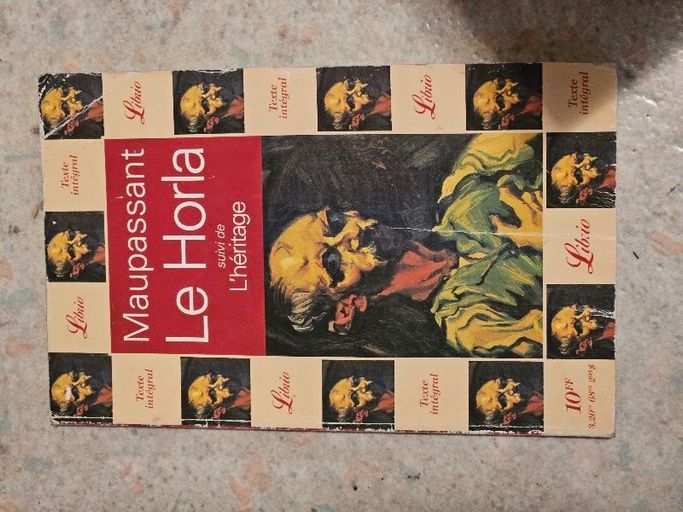 Librio
Texte
intégral
Librio
Maupassant
Le Horla
suivi de
L'héritage
Texte
intégral
Librio
Texte
intégral
Texte
intégral
Librio
10FF
Librio
Texte
intégral